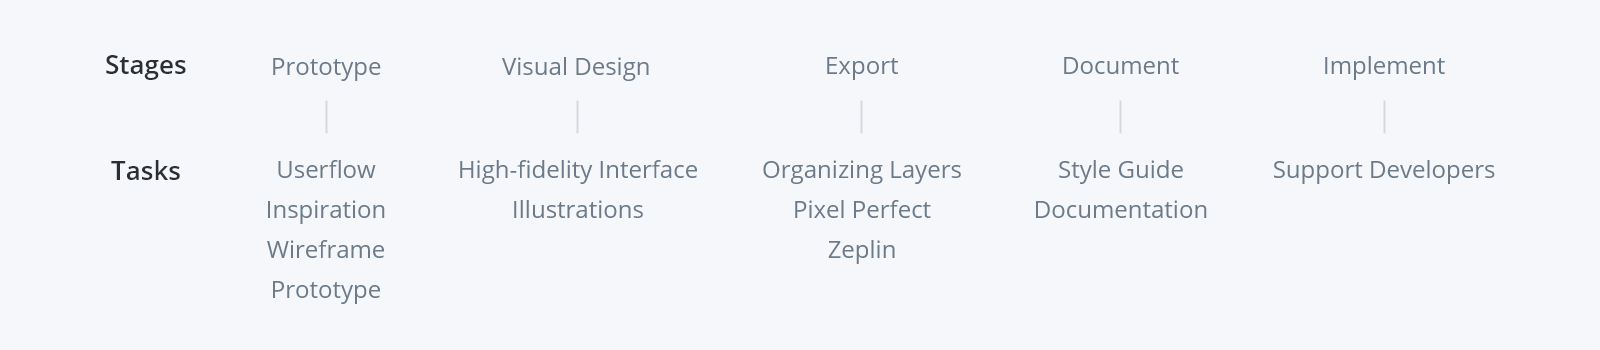 Stages Prototype Visual Design Export Document Implement
Tasks Userflow High-fidelity Interface Organizing Layers Style Guide Support Developers
Inspiration Illustrations Pixel Perfect Documentation
Wireframe Zeplin
Prototype